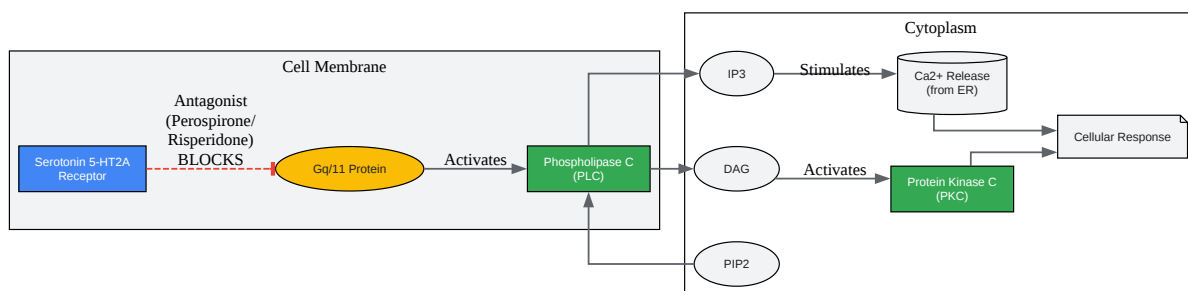 Cytoplasm
Cell Membrane
Antagonist
(Perospirone/
Risperidone)
BLOCKS
Serotonin 5-HT2A
Receptor
Gq/11 Protein
Activates
Phospholipase C
(PLC)
IP3
Stimulates
Ca2+ Release
(from ER)
Cellular Response
DAG
Activates
Protein Kinase C
(PKC)
PIP2